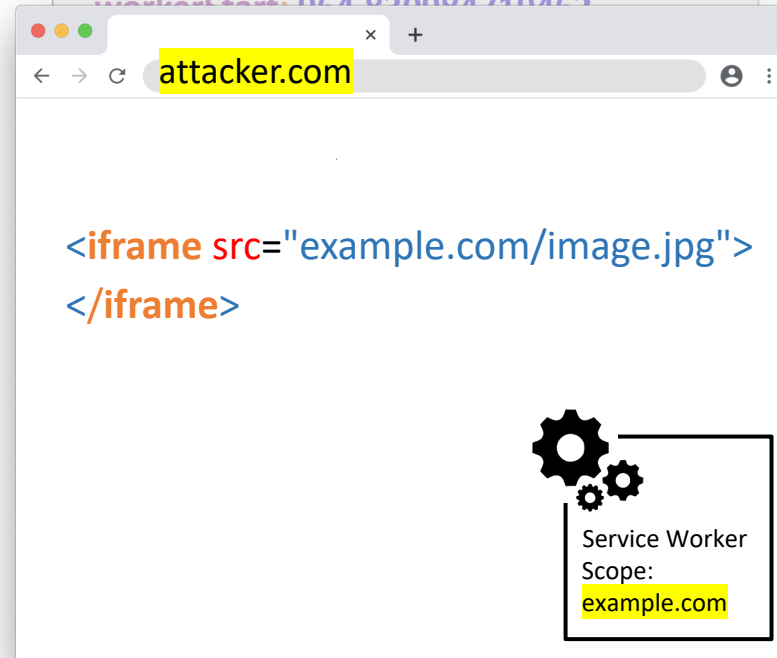 attacker.com
<iframe src="example.com/image.jpg">
</iframe>
Service Worker
Scope:
example.com